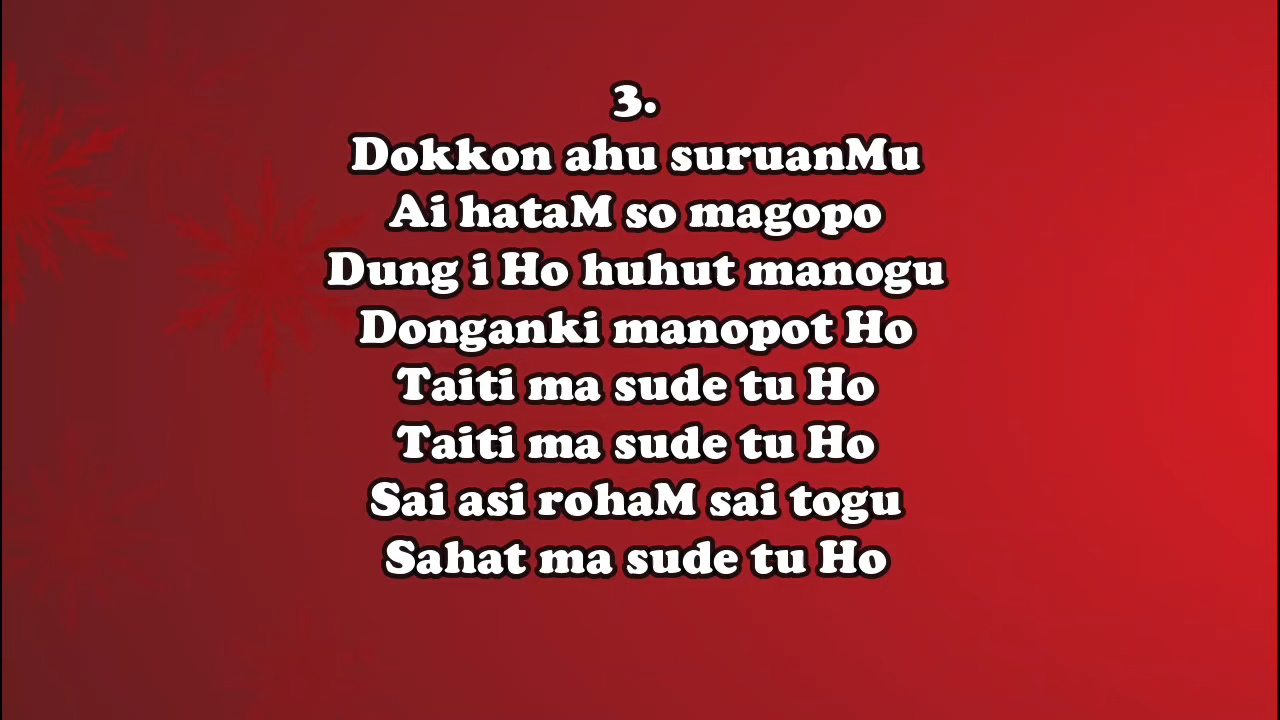 3.
Dokkon ahu suruanMu
Ai hataM so magopo
Dung i Ho huhut manogu
Donganki manopot Ho
Taiti ma sude tu Ho
Taiti ma sude tu Ho
Sai asi rohaM sai togu
Sahat ma sude tu Ho